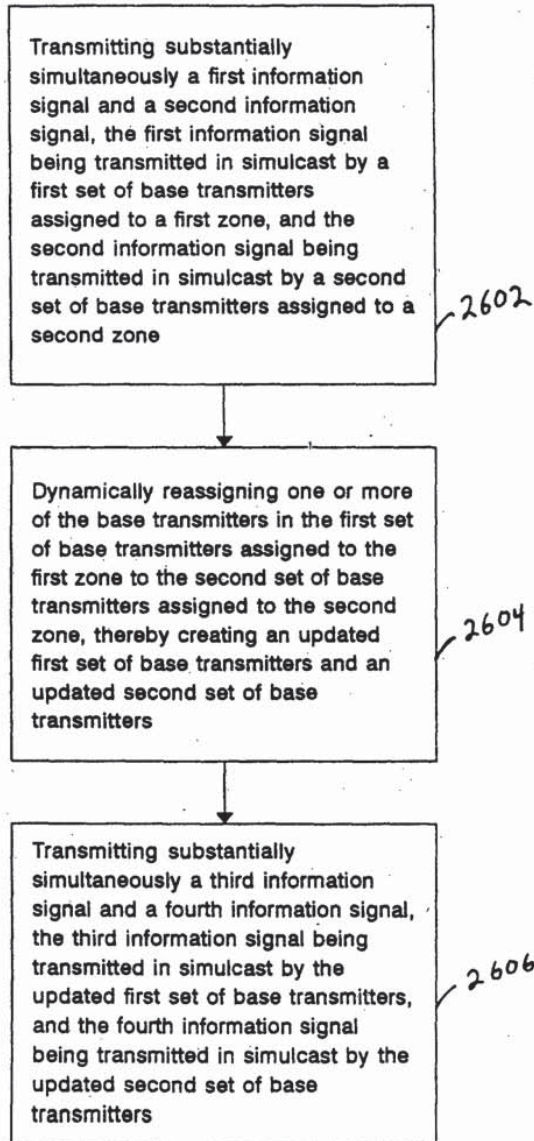 Transmitting substantially
simultaneously a first information
signal and a second information
signal, the first information signal
being transmitted in simulcast by a
first set of base transmitters
assigned to a first zone, and the
second information signal being
transmitted in simulcast by a second
set of base transmitters assigned to a
second zone
2602
Dynamically reassigning one or more
of the base transmitters in the first set
of base transmitters assigned to the
first zone to the second set of base
transmitters assigned to the second
zone, thereby creating an updated
first set of base transmitters and an
updated second set of base
transmitters
2604
Transmitting substantially
simultaneously a third information
signal and a fourth information signal,
the third information signal being
transmitted in simulcast by the
updated first set of base transmitters,
and the fourth information signal
being transmitted in simulcast by the
updated second set of base
transmitters
2606